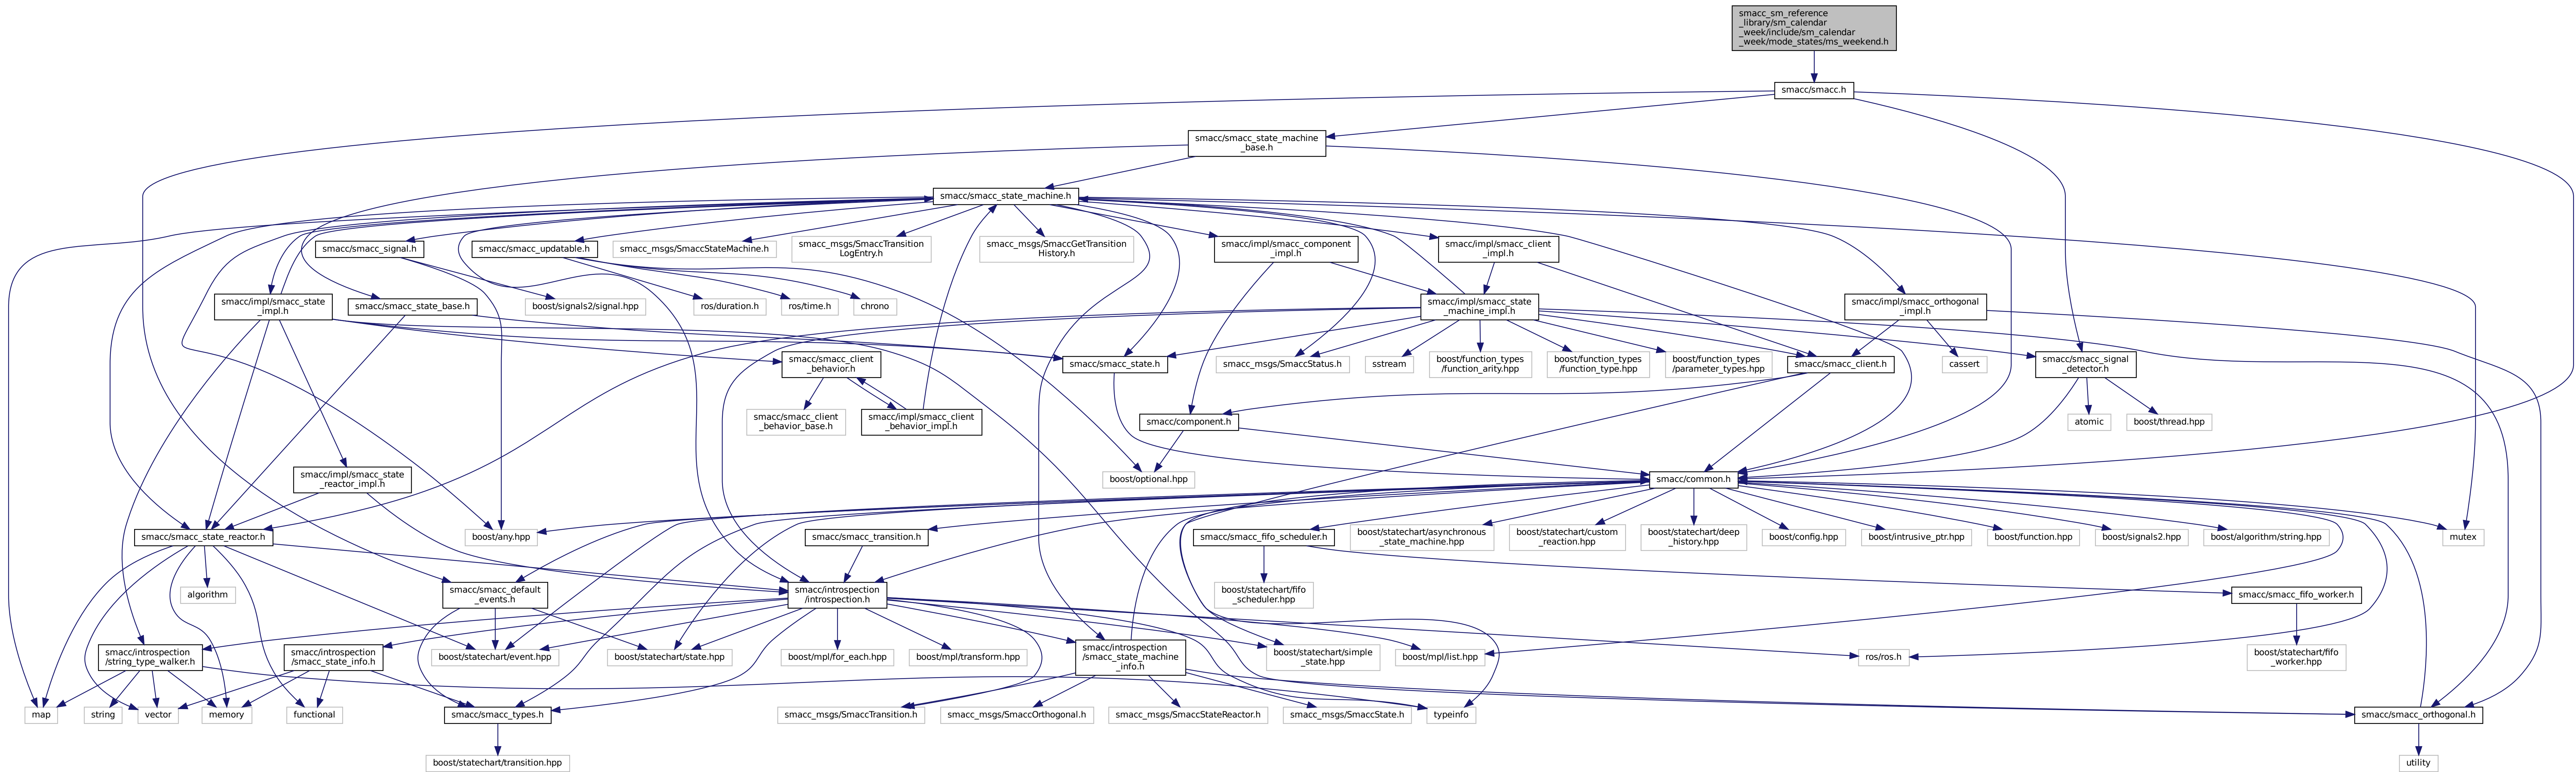 smacc_sm_reference
_library/sm_calendar
_week/include/sm_calendar
_week/mode_states/ms_weekend.h
smacc/smacc.h
smacc/smacc_state_machine
_base.h
smacc/smacc_state_machine.h
smacc/smacc_signal.h
smacc/smacc_updatable.h
smacc_msgs/SmaccStateMachine.h
smacc_msgs/SmaccTransition
LogEntry.h
smacc_msgs/SmaccGetTransition
History.h
smacc/impl/smacc_component
_impl.h
smacc/impl/smacc_client
_impl.h
smacc/impl/smacc_state
_impl.h
smacc/smacc_state_base.h
boost/signals2/signal.hpp
ros/duration.h
ros/time.h
chrono
smacc/impl/smacc_state
_machine_impl.h
smacc/impl/smacc_orthogonal
_impl.h
smacc/smacc_client
_behavior.h
smacc/smacc_state.h
smacc_msgs/SmaccStatus.h
sstream
boost/function_types
/function_arity.hpp
boost/function_types
/function_type.hpp
boost/function_types
/parameter_types.hpp
smacc/smacc_client.h
cassert
smacc/smacc_signal
_detector.h
smacc/smacc_client
_behavior_base.h
smacc/impl/smacc_client
_behavior_impl.h
smacc/component.h
atomic
boost/thread.hpp
smacc/impl/smacc_state
_reactor_impl.h
boost/optional.hpp
smacc/common.h
smacc/smacc_state_reactor.h
boost/any.hpp
smacc/smacc_transition.h
smacc/smacc_fifo_scheduler.h
boost/statechart/asynchronous
_state_machine.hpp
boost/statechart/custom
_reaction.hpp
boost/statechart/deep
_history.hpp
boost/config.hpp
boost/intrusive_ptr.hpp
boost/function.hpp
boost/signals2.hpp
boost/algorithm/string.hpp
mutex
algorithm
smacc/smacc_default
_events.h
smacc/introspection
/introspection.h
boost/statechart/fifo
_scheduler.hpp
smacc/smacc_fifo_worker.h
smacc/introspection
/string_type_walker.h
smacc/introspection
/smacc_state_info.h
boost/statechart/event.hpp
boost/statechart/state.hpp
boost/mpl/for_each.hpp
boost/mpl/transform.hpp
smacc/introspection
/smacc_state_machine
_info.h
boost/statechart/simple
_state.hpp
boost/mpl/list.hpp
ros/ros.h
boost/statechart/fifo
_worker.hpp
map
string
vector
memory
functional
smacc/smacc_types.h
smacc_msgs/SmaccTransition.h
smacc_msgs/SmaccOrthogonal.h
smacc_msgs/SmaccStateReactor.h
smacc_msgs/SmaccState.h
typeinfo
smacc/smacc_orthogonal.h
boost/statechart/transition.hpp
utility